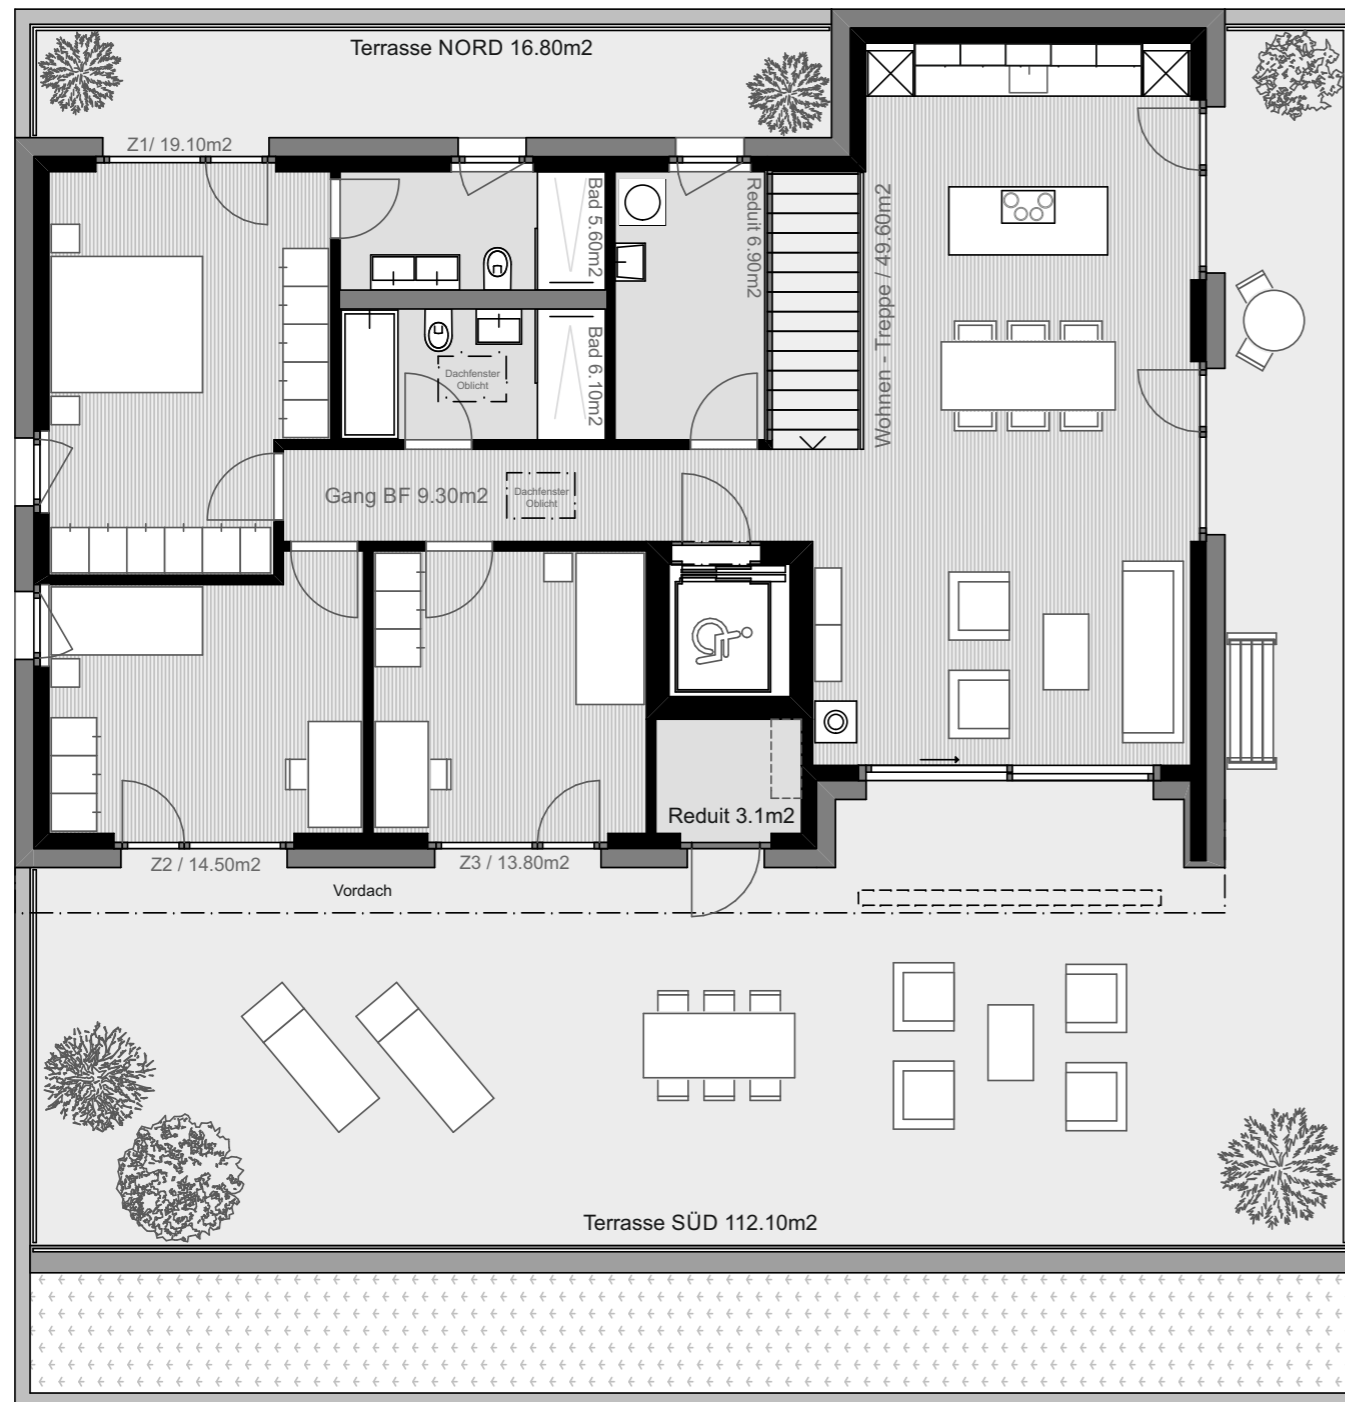 Terrasse NORD 16.80m2
Z1/ 19.10m2
Bad 5.60m2
Reduit 6.90m2
Wohnen - Treppe / 49.60m2
Bad 6.10m2
Dachfenster
Oblicht
Gang BF 9.30m2
Dachfenster
Oblicht
Reduit 3.1m2
Z2 / 14.50m2
Z3 / 13.80m2
Vordach
Terrasse SÜD 112.10m2